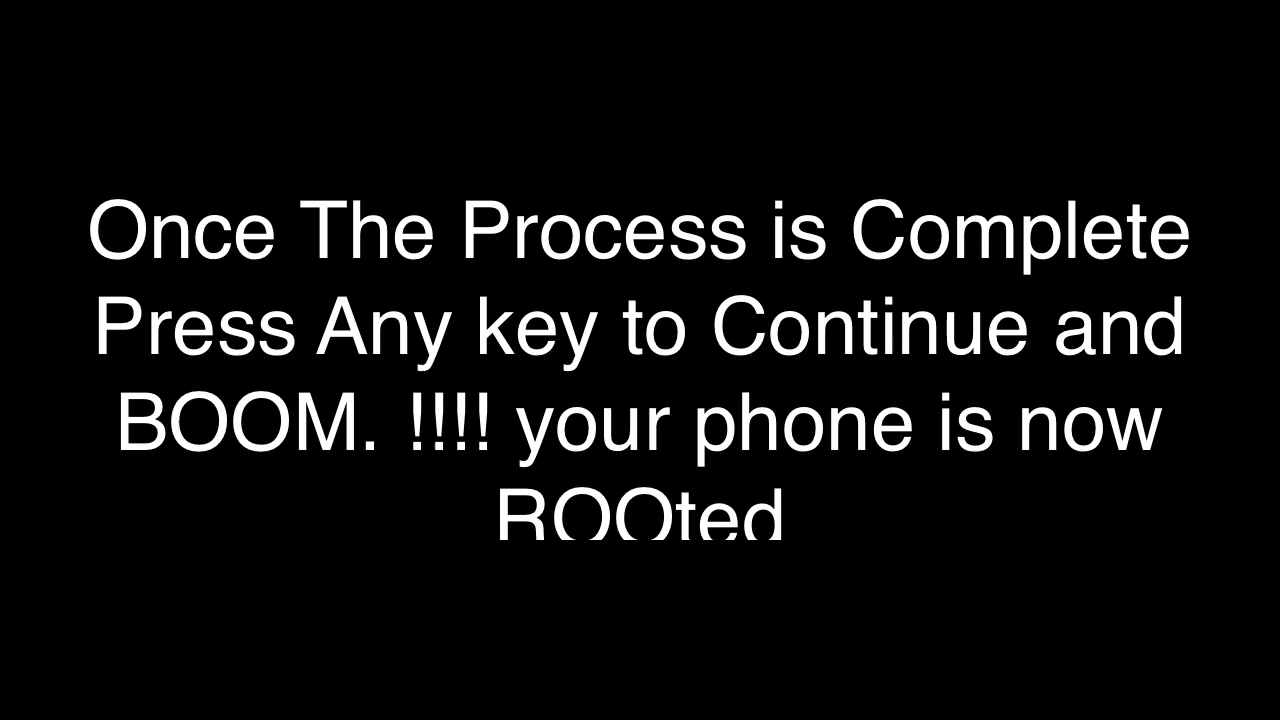 Once The Process is Complete
Press Any key to Continue and
BOOM. !!!! your phone is now
ROOted